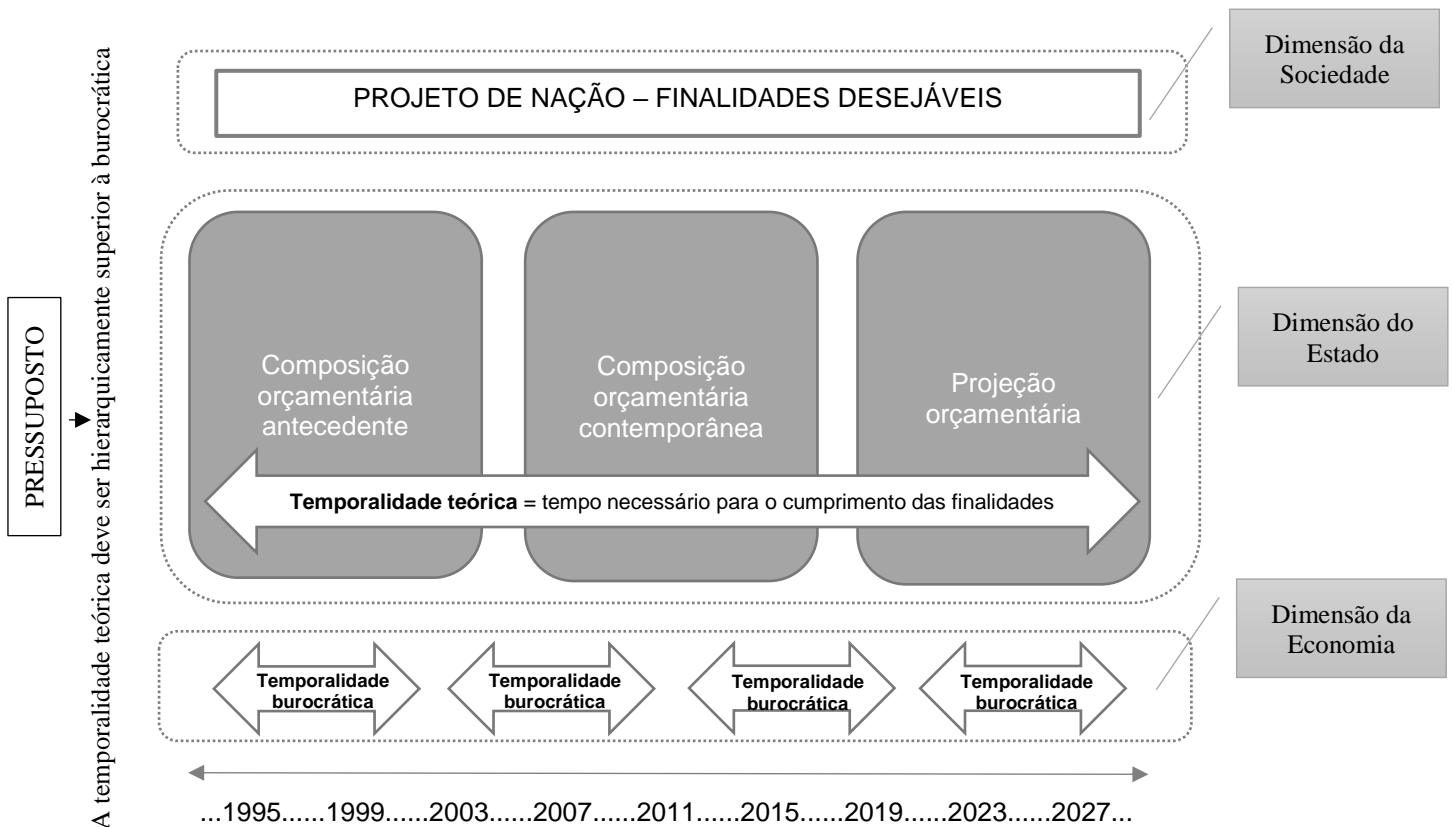 PRESSUPOSTO
A temporalidade teórica deve ser hierarquicamente superior à burocrática
PROJETO DE NAÇÃO – FINALIDADES DESEJÁVEIS
Dimensão da
Sociedade
Composição
orçamentária
antecedente
Composição
orçamentária
contemporânea
Projeção
orçamentária
Temporalidade teórica = tempo necessário para o cumprimento das finalidades
Dimensão do
Estado
Temporalidade
burocrática
Temporalidade
burocrática
Temporalidade
burocrática
Temporalidade
burocrática
Dimensão da
Economia
...1995......1999......2003......2007......2011......2015......2019......2023......2027...